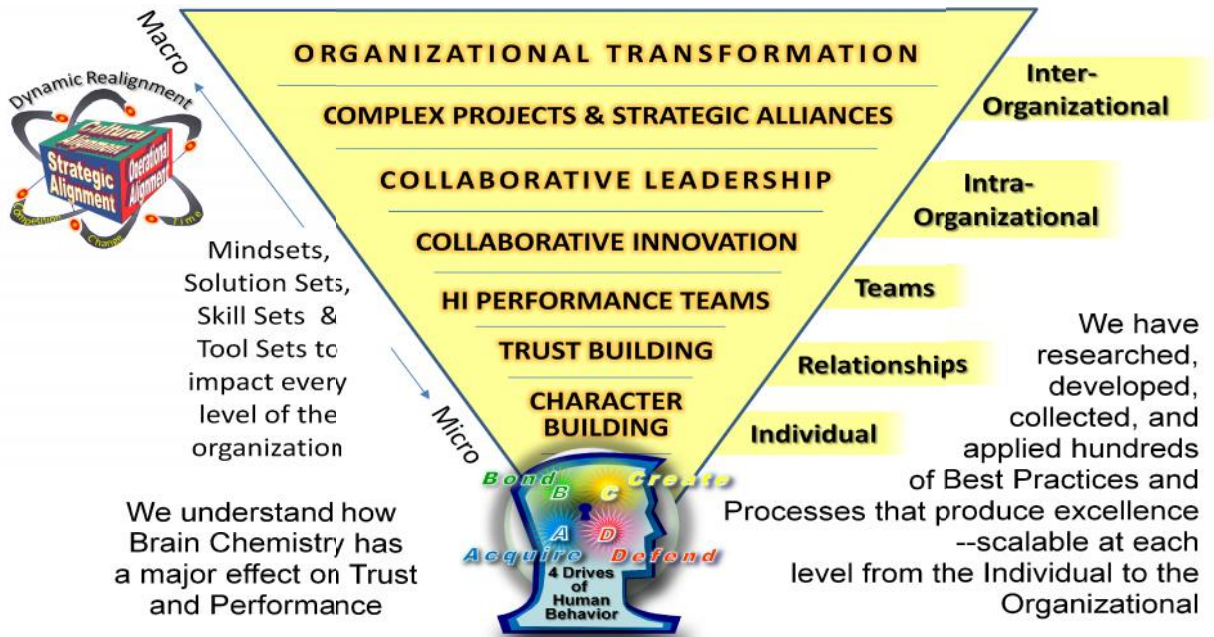 Macro
Dynamic Realignment
Cultural
Alignment
Strategic
Alignment
Operational
Alignment
Competition
Change
Time
Mindsets,
Solution Sets,
Skill Sets &
Tool Sets to
impact every
level of the
organization
Micro
We understand how
Brain Chemistry has
a major effect on Trust
and Performance
ORGANIZATIONAL TRANSFORMATION
COMPLEX PROJECTS & STRATEGIC ALLIANCES
COLLABORATIVE LEADERSHIP
COLLABORATIVE INNOVATION
HI PERFORMANCE TEAMS
TRUST BUILDING
CHARACTER
BUILDING
Bond
B
C
Create
A
D
Acquire
Defend
4 Drives
of
Human
Behavior
Inter-
Organizational
Intra-
Organizational
Teams
Relationships
Individual
We have
researched,
developed,
collected, and
applied hundreds
of Best Practices and
Processes that produce excellence
--scalable at each
level from the Individual to the
Organizational